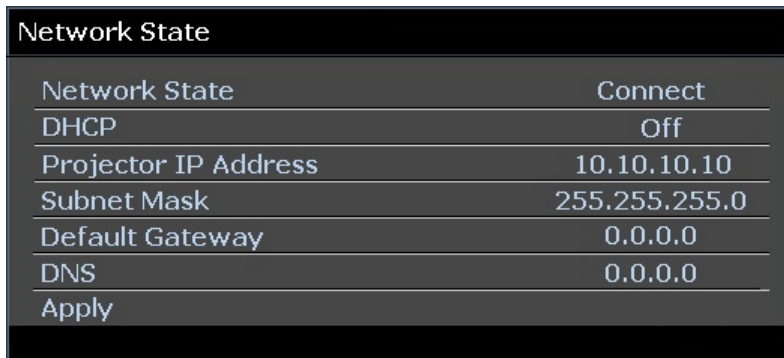 Network State
Network State Connect
DHCP Off
Projector IP Address 10.10.10.10
Subnet Mask 255.255.255.0
Default Gateway 0.0.0.0
DNS 0.0.0.0
Apply